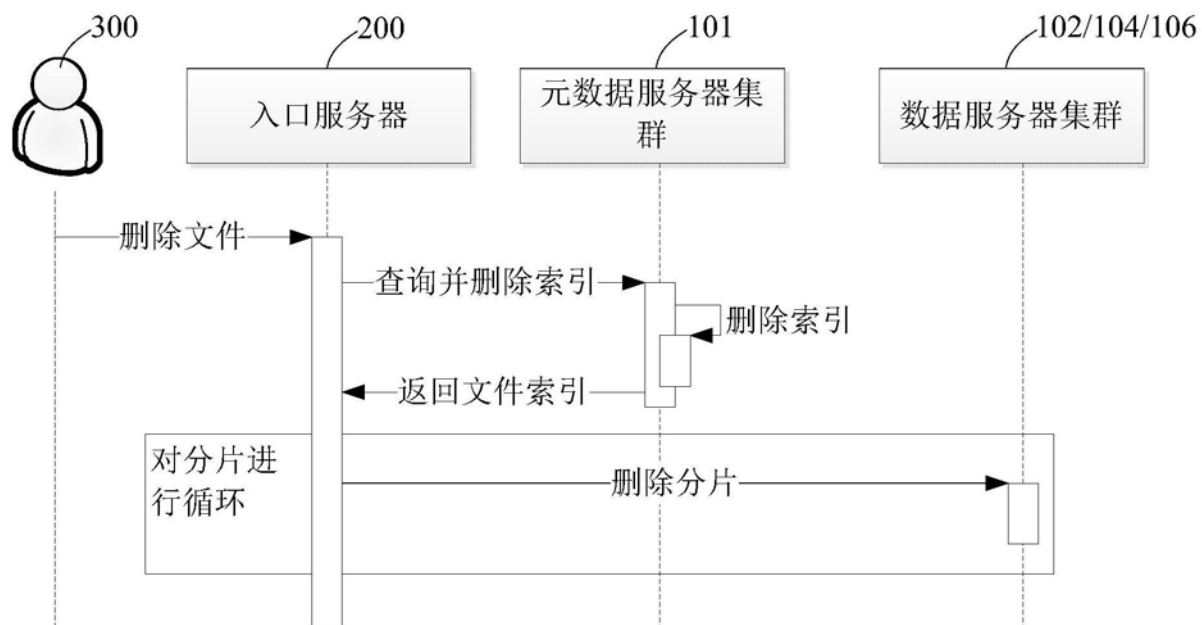 300
200
101
102/104/106
入口服务器
元数据服务器集
群
数据服务器集群
删除文件
查询并删除索引
删除索引
返回文件索引
对分片进
行循环
删除分片